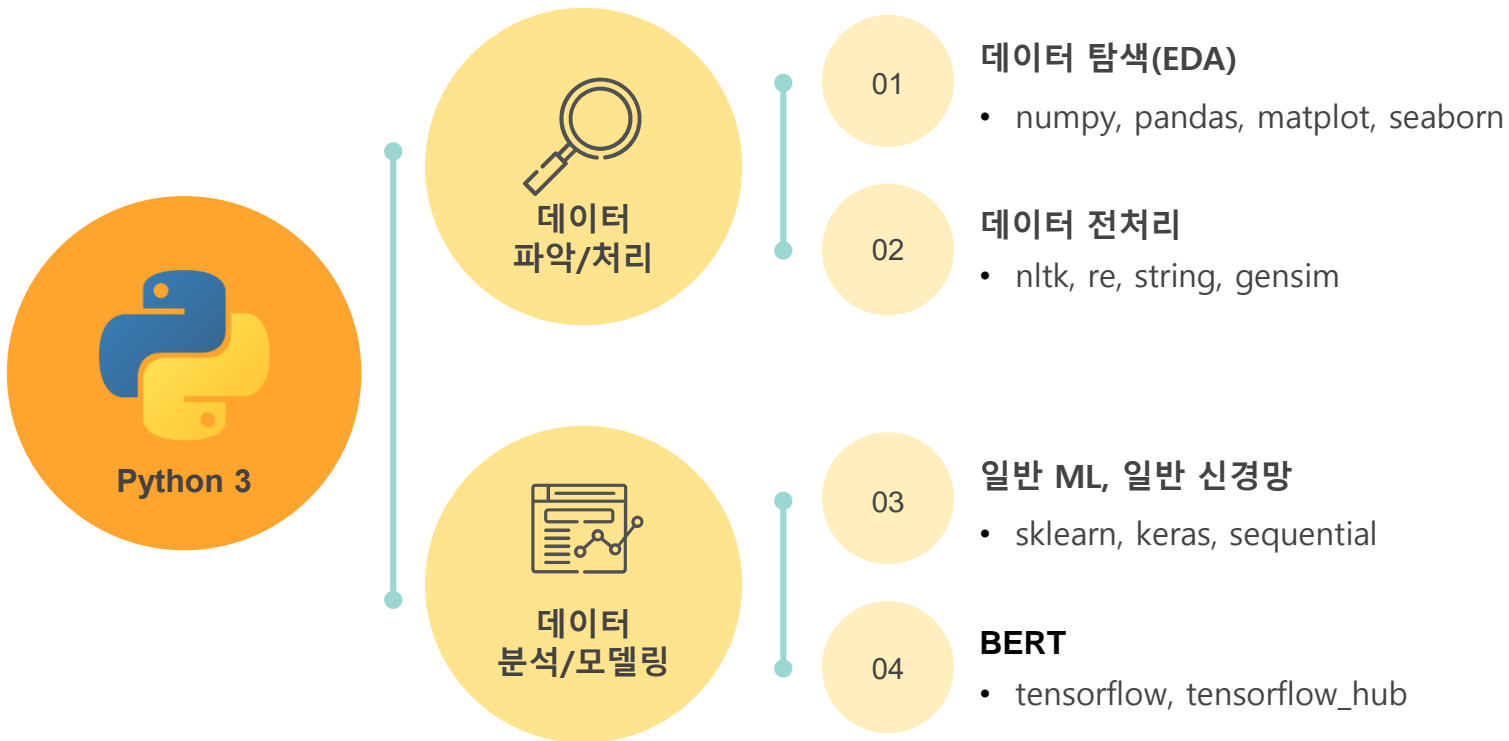 Python 3
데이터
파악/처리
01
데이터 탐색(EDA)
• numpy, pandas, matplot, seaborn
02
데이터 전처리
• nltk, re, string, gensim
데이터
분석/모델링
03
일반 ML, 일반 신경망
• sklearn, keras, sequential
04
BERT
• tensorflow, tensorflow_hub